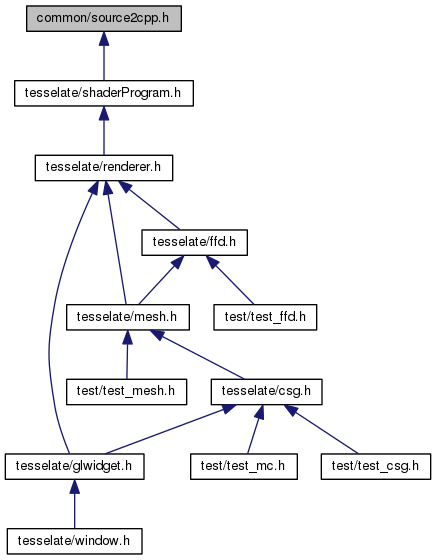 common/source2cpp.h
tesselate/shaderProgram.h
tesselate/renderer.h
tesselate/ffd.h
tesselate/mesh.h
test/test_ffd.h
test/test_mesh.h
tesselate/csg.h
tesselate/glwidget.h
test/test_mc.h
test/test_csg.h
tesselate/window.h